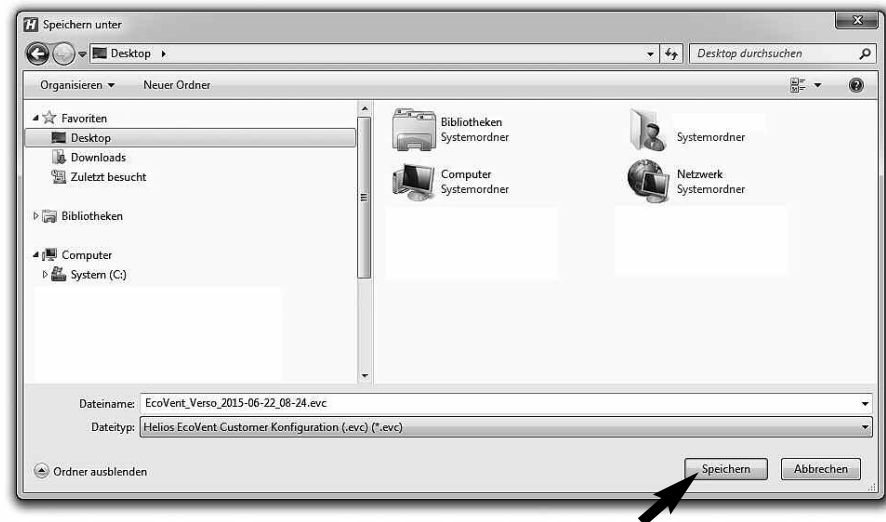 Speichern unter
Desktop
Desktop durchsuchen
Organisieren
Neuer Ordner
Favoriten
Desktop
Downloads
Zuletzt besucht
Bibliotheken
Computer
System (C:)
Bibliotheken
Systemordner
Systemordner
Computer
Systemordner
Netzwerk
Systemordner
Dateiname: EcoVent_Verso_2015-06-22_08-24.evc
Dateityp: Helios EcoVent Customer Konfiguration (.evc) (*.evc)
Ordner ausblenden
Speichern
Abbrechen